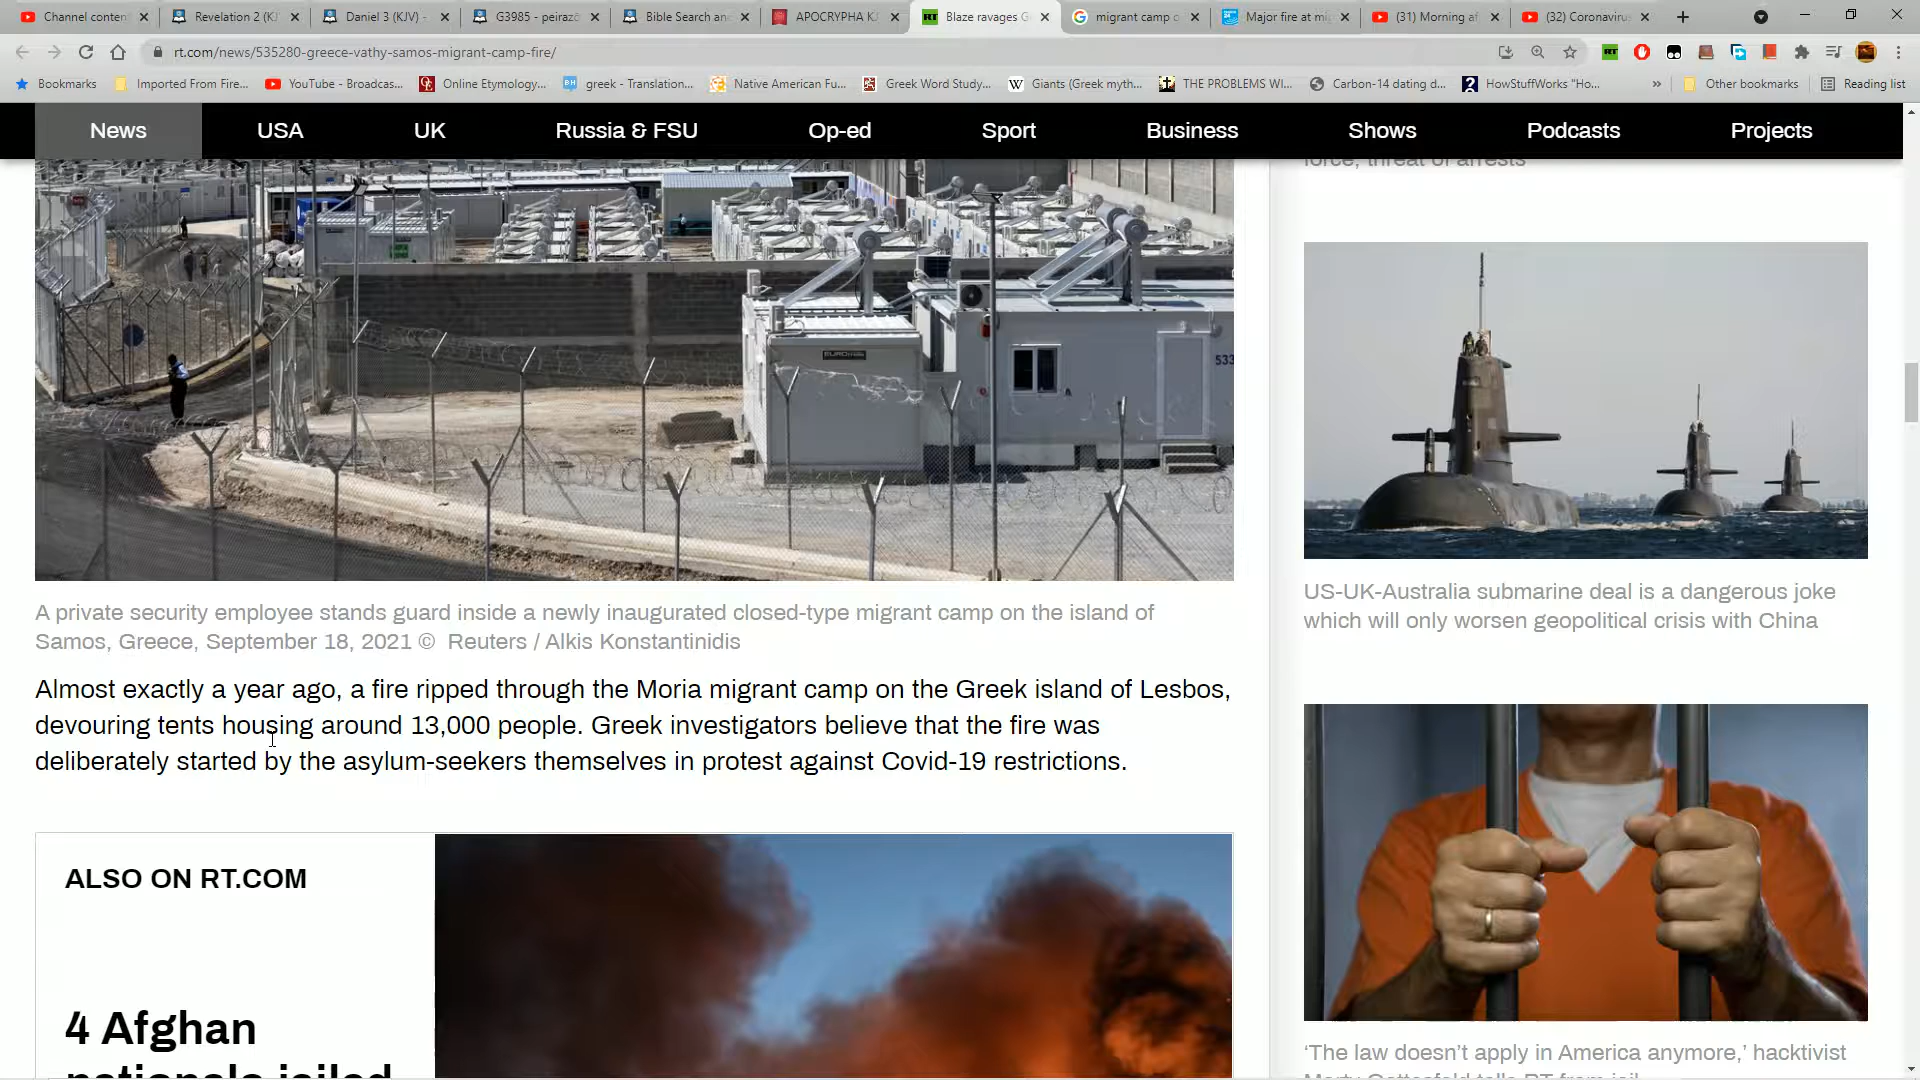 Channel conten
Revelation 2 (KJ
Daniel 3 (KJV) -
G3985 - peirazō
Bible Search an
APOCRYPHA KJ
RT
Blaze ravages G
migrant camp o
Major fire at mi
(31) Morning af
(32) Coronavirus
rt.com/news/535280-greece-vathy-samos-migrant-camp-fire/
Bookmarks
Imported From Fire...
YouTube - Broadcas...
Online Etymology...
greek - Translation...
Native American Fu...
Greek Word Study...
Giants (Greek myth...
THE PROBLEMS WI...
Carbon-14 dating d...
HowStuffWorks "Ho...
»
Other bookmarks
Reading list
News
USA
UK
Russia & FSU
Op-ed
Sport
Business
Shows
Podcasts
Projects
force, threat of arrests
533
A private security employee stands guard inside a newly inaugurated closed-type migrant camp on the island of
Samos, Greece, September 18, 2021 © Reuters / Alkis Konstantinidis
US-UK-Australia submarine deal is a dangerous joke
which will only worsen geopolitical crisis with China
Almost exactly a year ago, a fire ripped through the Moria migrant camp on the Greek island of Lesbos,
devouring tents housing around 13,000 people. Greek investigators believe that the fire was
deliberately started by the asylum-seekers themselves in protest against Covid-19 restrictions.
ALSO ON RT.COM
4 Afghan
nationals jailed
‘The law doesn’t apply in America anymore,’ hacktivist